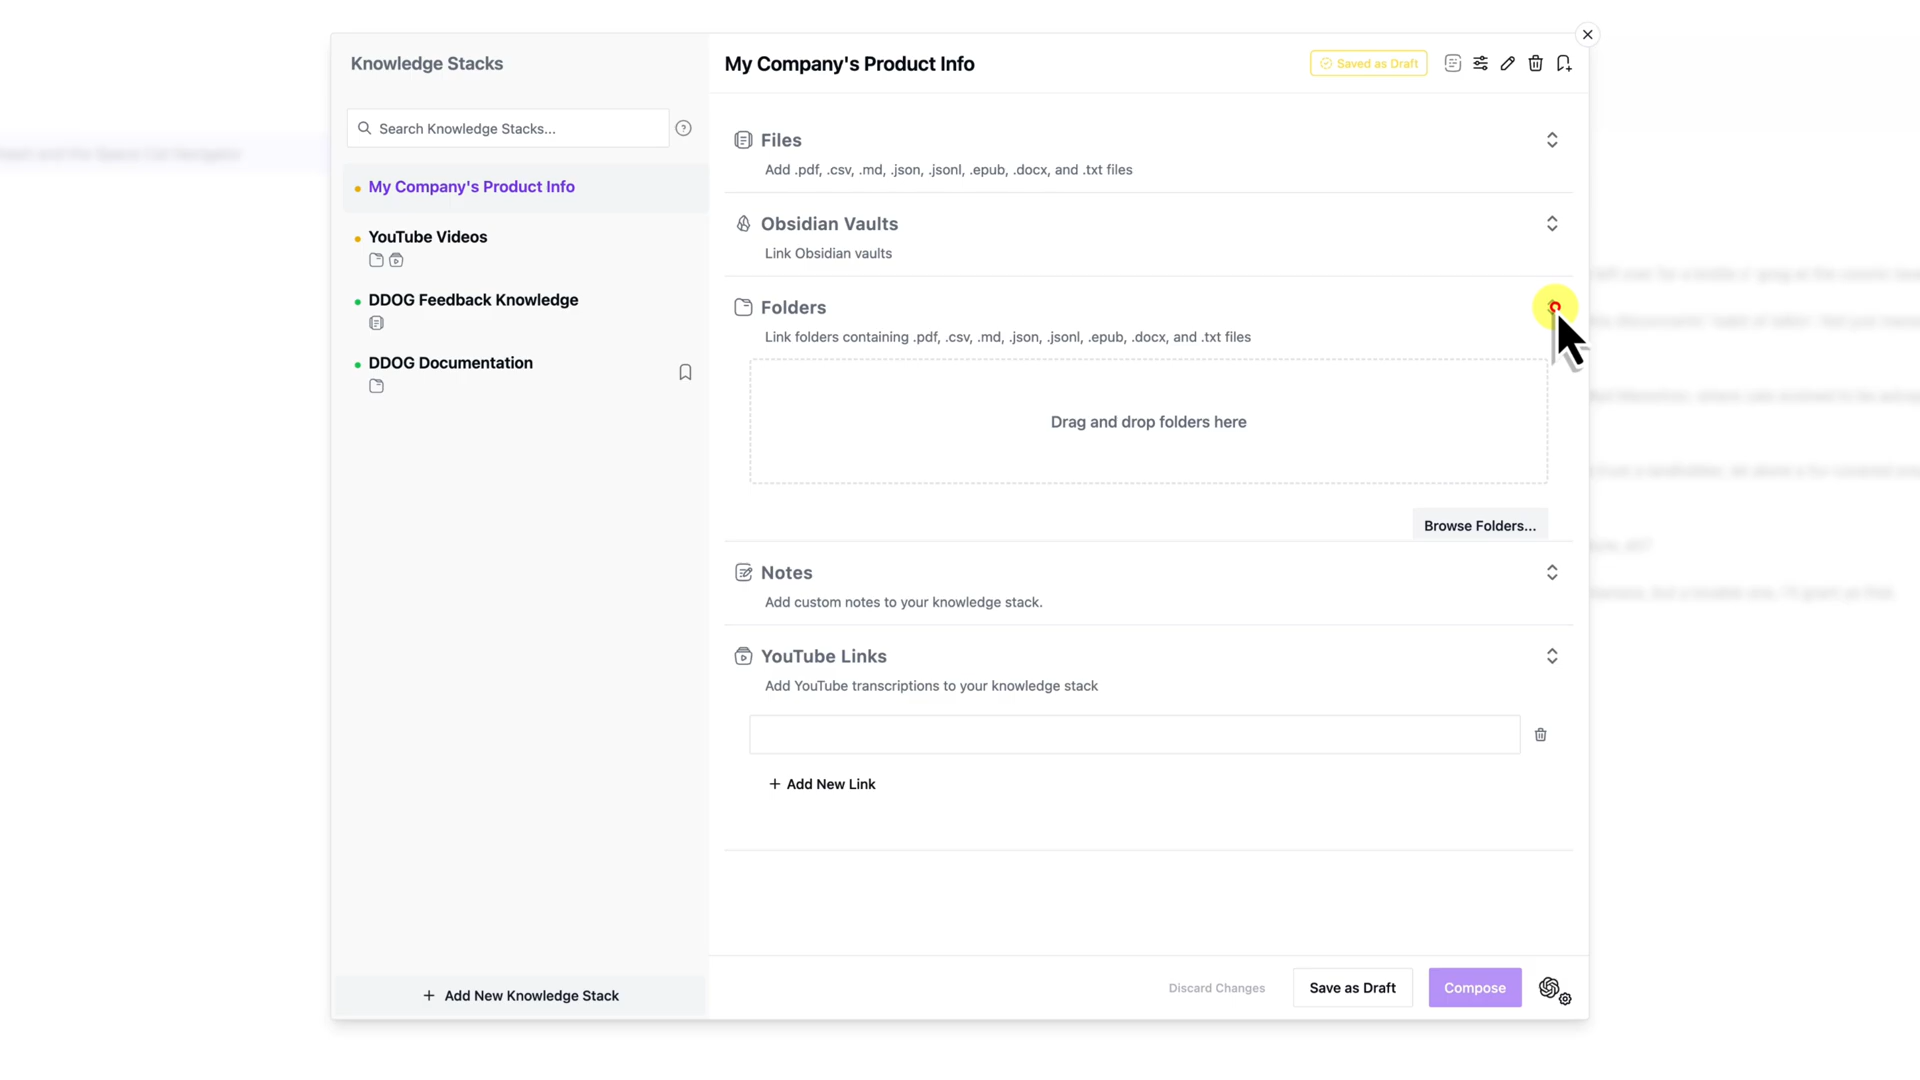 Knowledge Stacks
Search Knowledge Stacks...
My Company's Product Info
YouTube Videos
DDOG Feedback Knowledge
DDOG Documentation
+ Add New Knowledge Stack
My Company's Product Info
Saved as Draft
Files
Add .pdf, .csv, .md, .json, .jsonl, .epub, .docx, and .txt files
Obsidian Vaults
Link Obsidian vaults
Folders
Link folders containing .pdf, .csv, .md, .json, .jsonl, .epub, .docx, and .txt files
Drag and drop folders here
Browse Folders...
Notes
Add custom notes to your knowledge stack.
YouTube Links
Add YouTube transcriptions to your knowledge stack
+ Add New Link
Discard Changes
Save as Draft
Compose